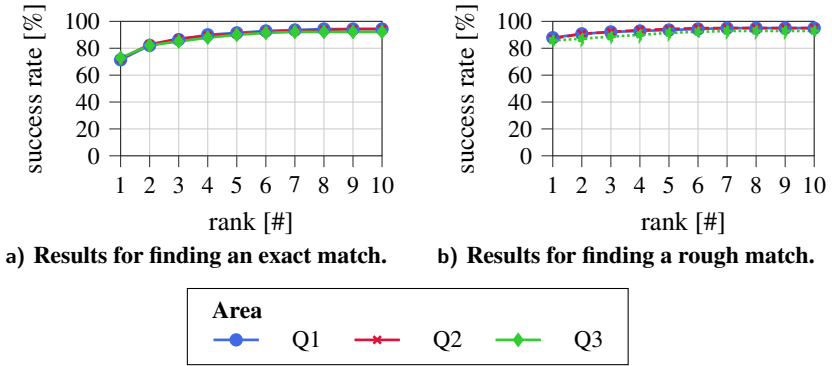 success rate [%]
100
80
60
40
20
0
1 2 3 4 5 6 7 8 9 10
rank [#]
a) Results for finding an exact match.
success rate [%]
100
80
60
40
20
0
1 2 3 4 5 6 7 8 9 10
rank [#]
b) Results for finding a rough match.
Area
Q1 Q2 Q3